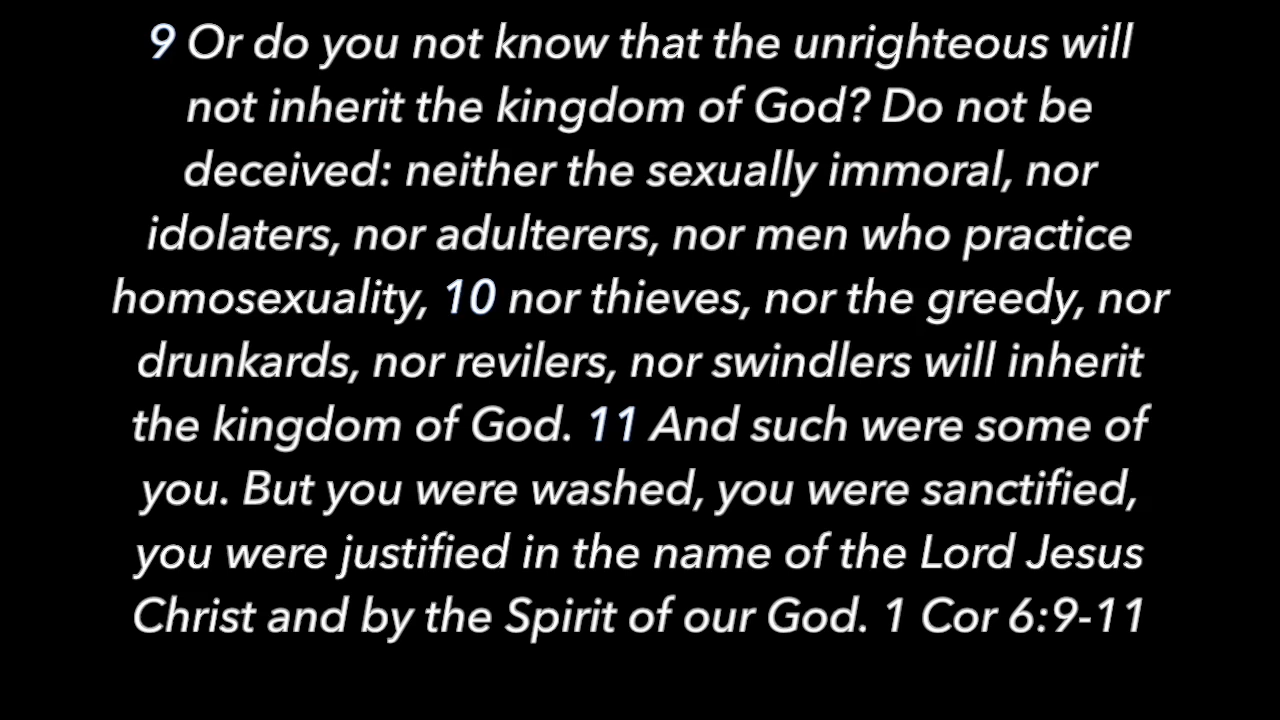 9 Or do you not know that the unrighteous will
not inherit the kingdom of God? Do not be
deceived: neither the sexually immoral, nor
idolaters, nor adulterers, nor men who practice
homosexuality, 10 nor thieves, nor the greedy, nor
drunkards, nor revilers, nor swindlers will inherit
the kingdom of God. 11 And such were some of
you. But you were washed, you were sanctified,
you were justified in the name of the Lord Jesus
Christ and by the Spirit of our God. 1 Cor 6:9-11